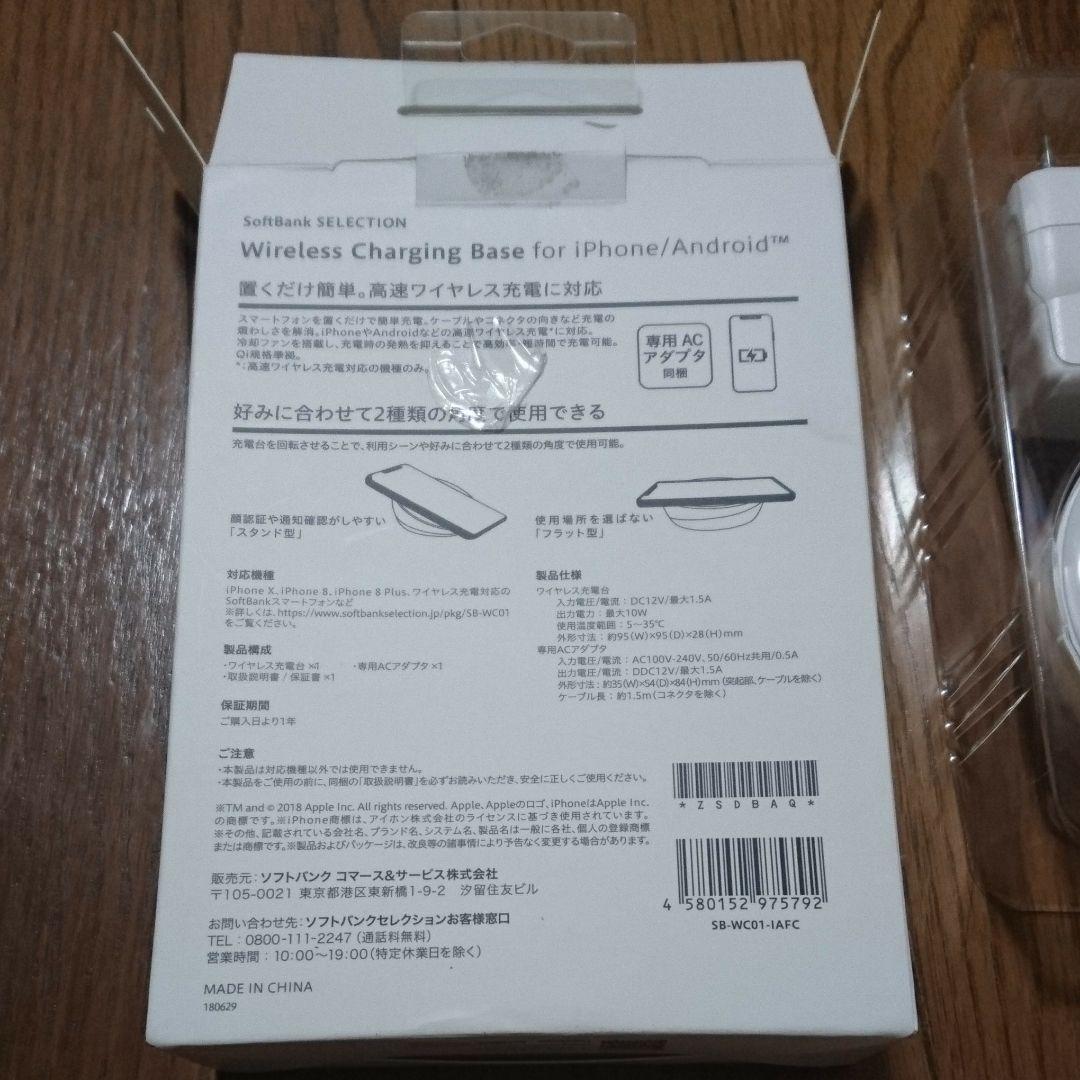 SoftBank SELECTION
Wireless Charging Base for iPhone/Android™
置くだけ簡単。高速ワイヤレス充電に対応
スマートフォンを置くだけで簡単充電。ケーブルやコネクタの向きなど充電の
煩わしさを解消。iPhoneやAndroidなどの高速ワイヤレス充電*に対応。
冷却ファンを搭載し、充電時の発熱を抑えることで高効率・短時間で充電可能。
Qi規格準拠。
*:高速ワイヤレス充電対応の機種のみ。
専用 AC
アダプタ
同梱
好みに合わせて2種類の角度で使用できる
充電台を回転させることで、利用シーンや好みに合わせて2種類の角度で使用可能。
顔認証や通知確認がしやすい
「スタンド型」
使用場所を選ばない
「フラット型」
対応機種
iPhone X、iPhone 8、iPhone 8 Plus、ワイヤレス充電対応の
SoftBankスマートフォンなど
※詳しくは、https://www.softbankselection.jp/pkg/SB-WC01
をご覧ください。
製品構成
・ワイヤレス充電台 ×1 ・専用ACアダプタ ×1
・取扱説明書 / 保証書 ×1
保証期間
ご購入日より1年
製品仕様
ワイヤレス充電台
入力電圧/電流：DC12V/最大1.5A
出力電力：最大10W
使用温度範囲：5〜35℃
外形寸法：約95(W)×95(D)×28(H)mm
専用ACアダプタ
入力電圧/電流：AC100V-240V、50/60Hz共用/0.5A
出力電圧/電流：DDC12V/最大1.5A
外形寸法：約35(W)×54(D)×84(H)mm(突起部、ケーブルを除く)
ケーブル長：約1.5m(コネクタを除く)
ご注意
・本製品は対応機種以外では使用できません。
・本製品をご使用の前に、同梱の「取扱説明書」を必ずお読みいただき、安全に正しくご使用ください。
※TM and © 2018 Apple Inc. All rights reserved. Apple、Appleのロゴ、iPhoneはApple Inc.
の商標です。※iPhone商標は、アイホン株式会社のライセンスに基づき使用されています。
※その他、記載されている会社名、ブランド名、システム名、製品名は一般に各社、個人の登録商標
または商標です。※製品およびパッケージは、改良等の諸事情により予告なく変更する場合があります。
*ZSDBAQ*
4 580152 975792
SB-WC01-IAFC
販売元：ソフトバンク コマース&サービス株式会社
〒105-0021 東京都港区東新橋1-9-2 汐留住友ビル
お問い合わせ先：ソフトバンクセレクションお客様窓口
TEL：0800-111-2247（通話料無料）
営業時間：10:00〜19:00（特定休業日を除く）
MADE IN CHINA
180629